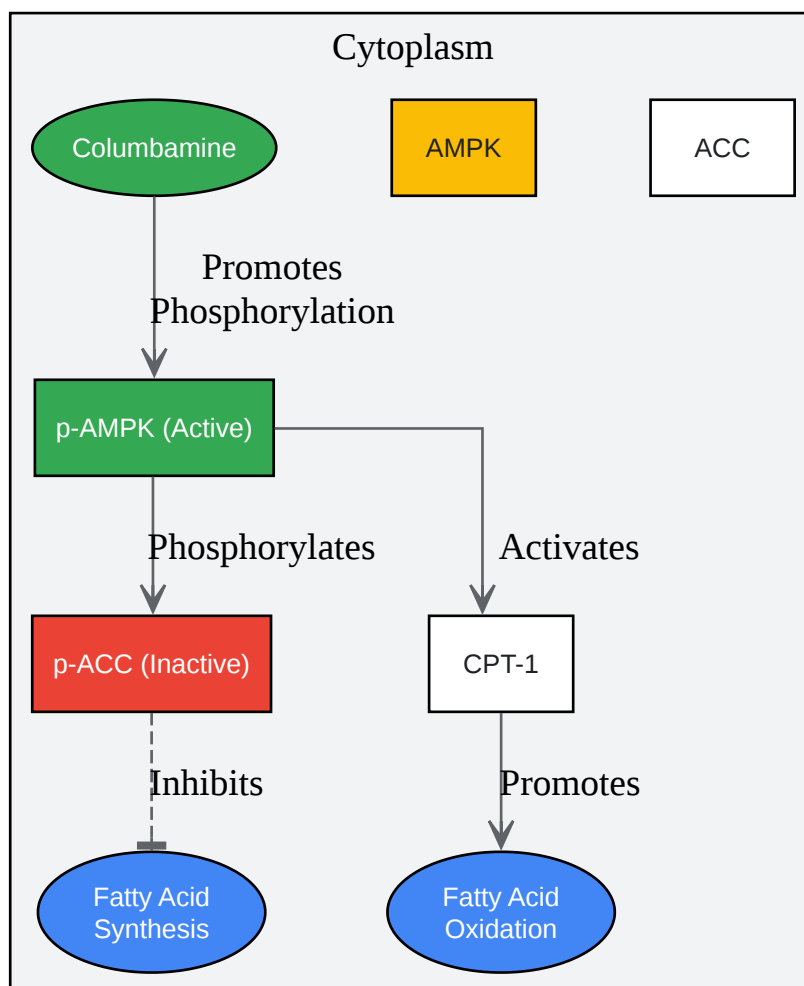 Cytoplasm
Columbamine
AMPK
ACC
Promotes
Phosphorylation
p-AMPK (Active)
Phosphorylates
Activates
p-ACC (Inactive)
CPT-1
Inhibits
Promotes
Fatty Acid
Synthesis
Fatty Acid
Oxidation